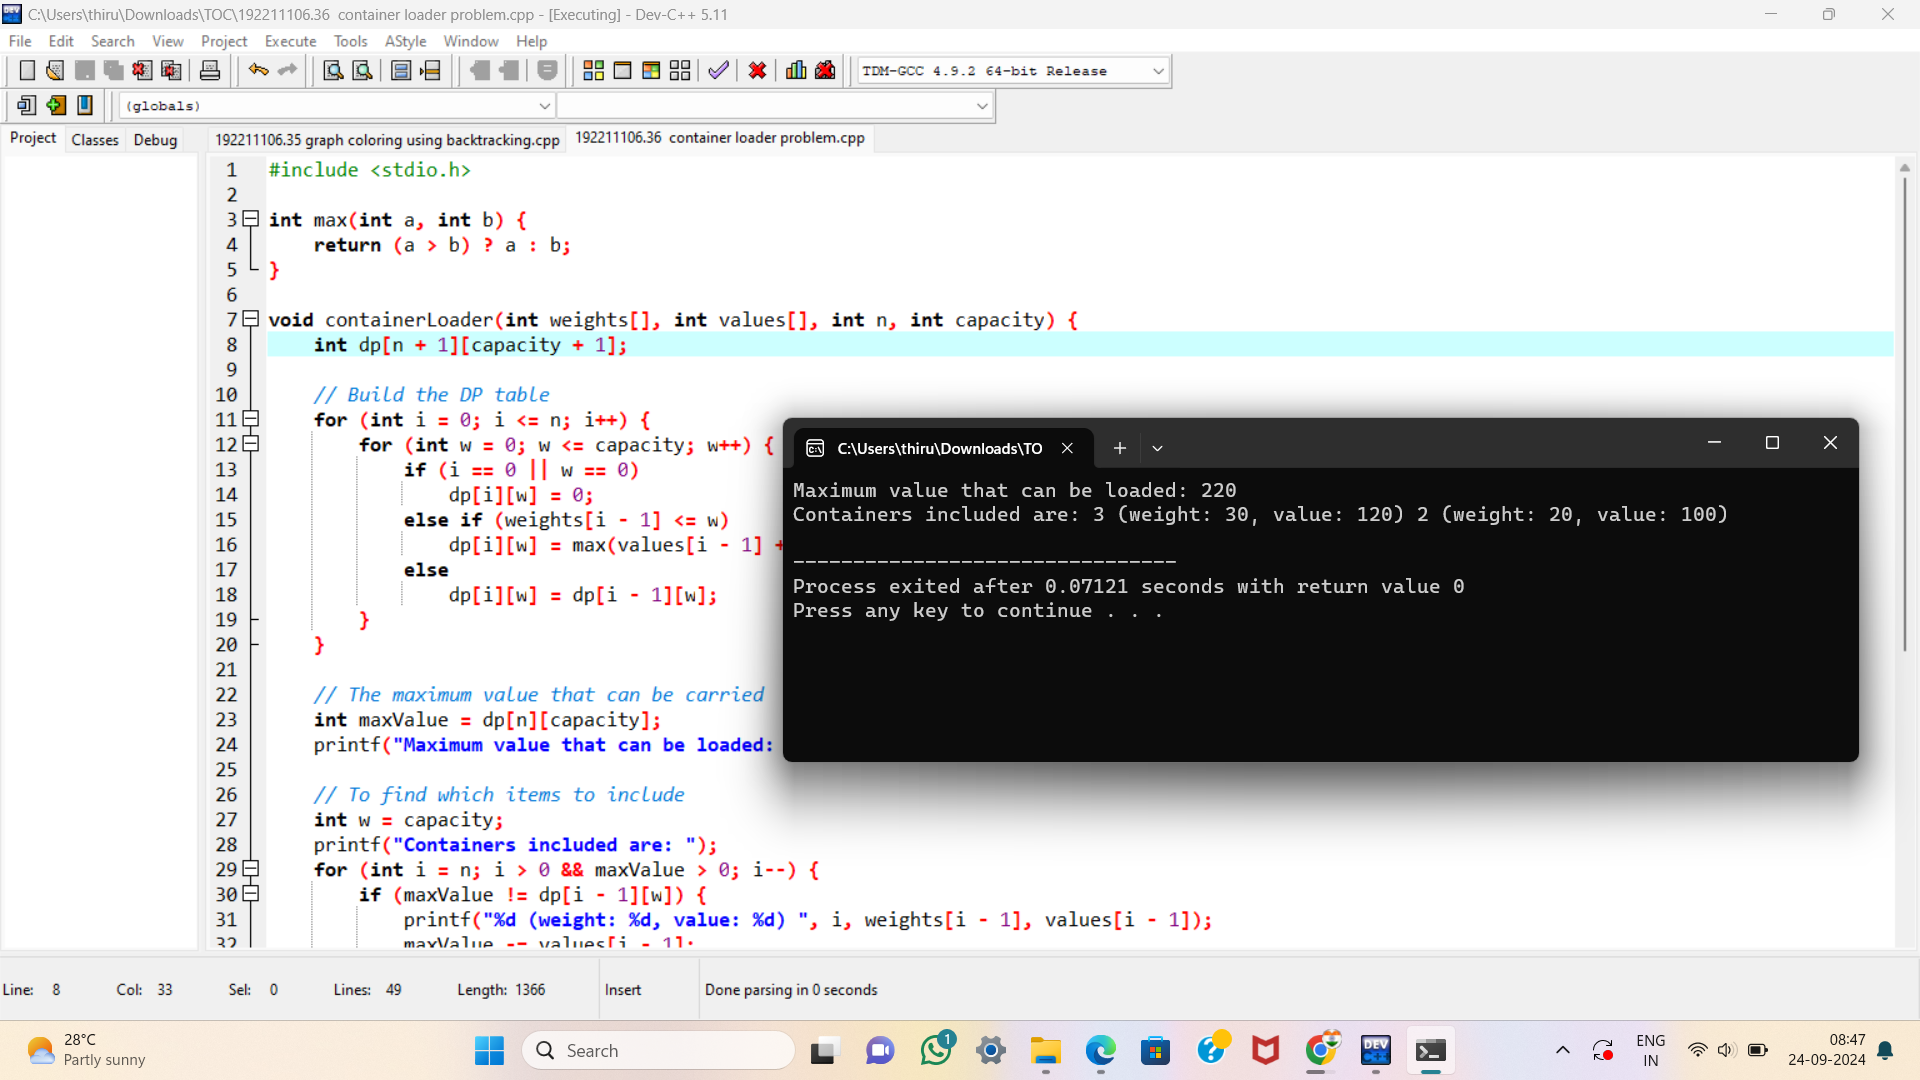 C:\Users\thiru\Downloads\TOC\192211106.36  container loader problem.cpp - [Executing] - Dev-C++ 5.11
File Edit Search View Project Execute Tools AStyle Window Help
TDM-GCC 4.9.2 64-bit Release
(globals)
Project Classes Debug 192211106.35 graph coloring using backtracking.cpp 192211106.36  container loader problem.cpp
1 #include <stdio.h>
2
3 int max(int a, int b) {
4     return (a > b) ? a : b;
5 }
6
7 void containerLoader(int weights[], int values[], int n, int capacity) {
8     int dp[n + 1][capacity + 1];
9
10     // Build the DP table
11     for (int i = 0; i <= n; i++) {
12         for (int w = 0; w <= capacity; w++) {
13             if (i == 0 || w == 0)
14                 dp[i][w] = 0;
15             else if (weights[i - 1] <= w)
16                 dp[i][w] = max(values[i - 1] +
17             else
18                 dp[i][w] = dp[i - 1][w];
19         }
20     }
21
22     // The maximum value that can be carried
23     int maxValue = dp[n][capacity];
24     printf("Maximum value that can be loaded:
25
26     // To find which items to include
27     int w = capacity;
28     printf("Containers included are: ");
29     for (int i = n; i > 0 && maxValue > 0; i--) {
30         if (maxValue != dp[i - 1][w]) {
31             printf("%d (weight: %d, value: %d) ", i, weights[i - 1], values[i - 1]);
32             maxValue -= values[i - 1];
C:\Users\thiru\Downloads\TO
Maximum value that can be loaded: 220
Containers included are: 3 (weight: 30, value: 120) 2 (weight: 20, value: 100)
--------------------------------
Process exited after 0.07121 seconds with return value 0
Press any key to continue . . .
Line: 8 Col: 33 Sel: 0 Lines: 49 Length: 1366 Insert Done parsing in 0 seconds
28°C
Partly sunny
Search
1
DEV
C++
ENG
IN
08:47
24-09-2024